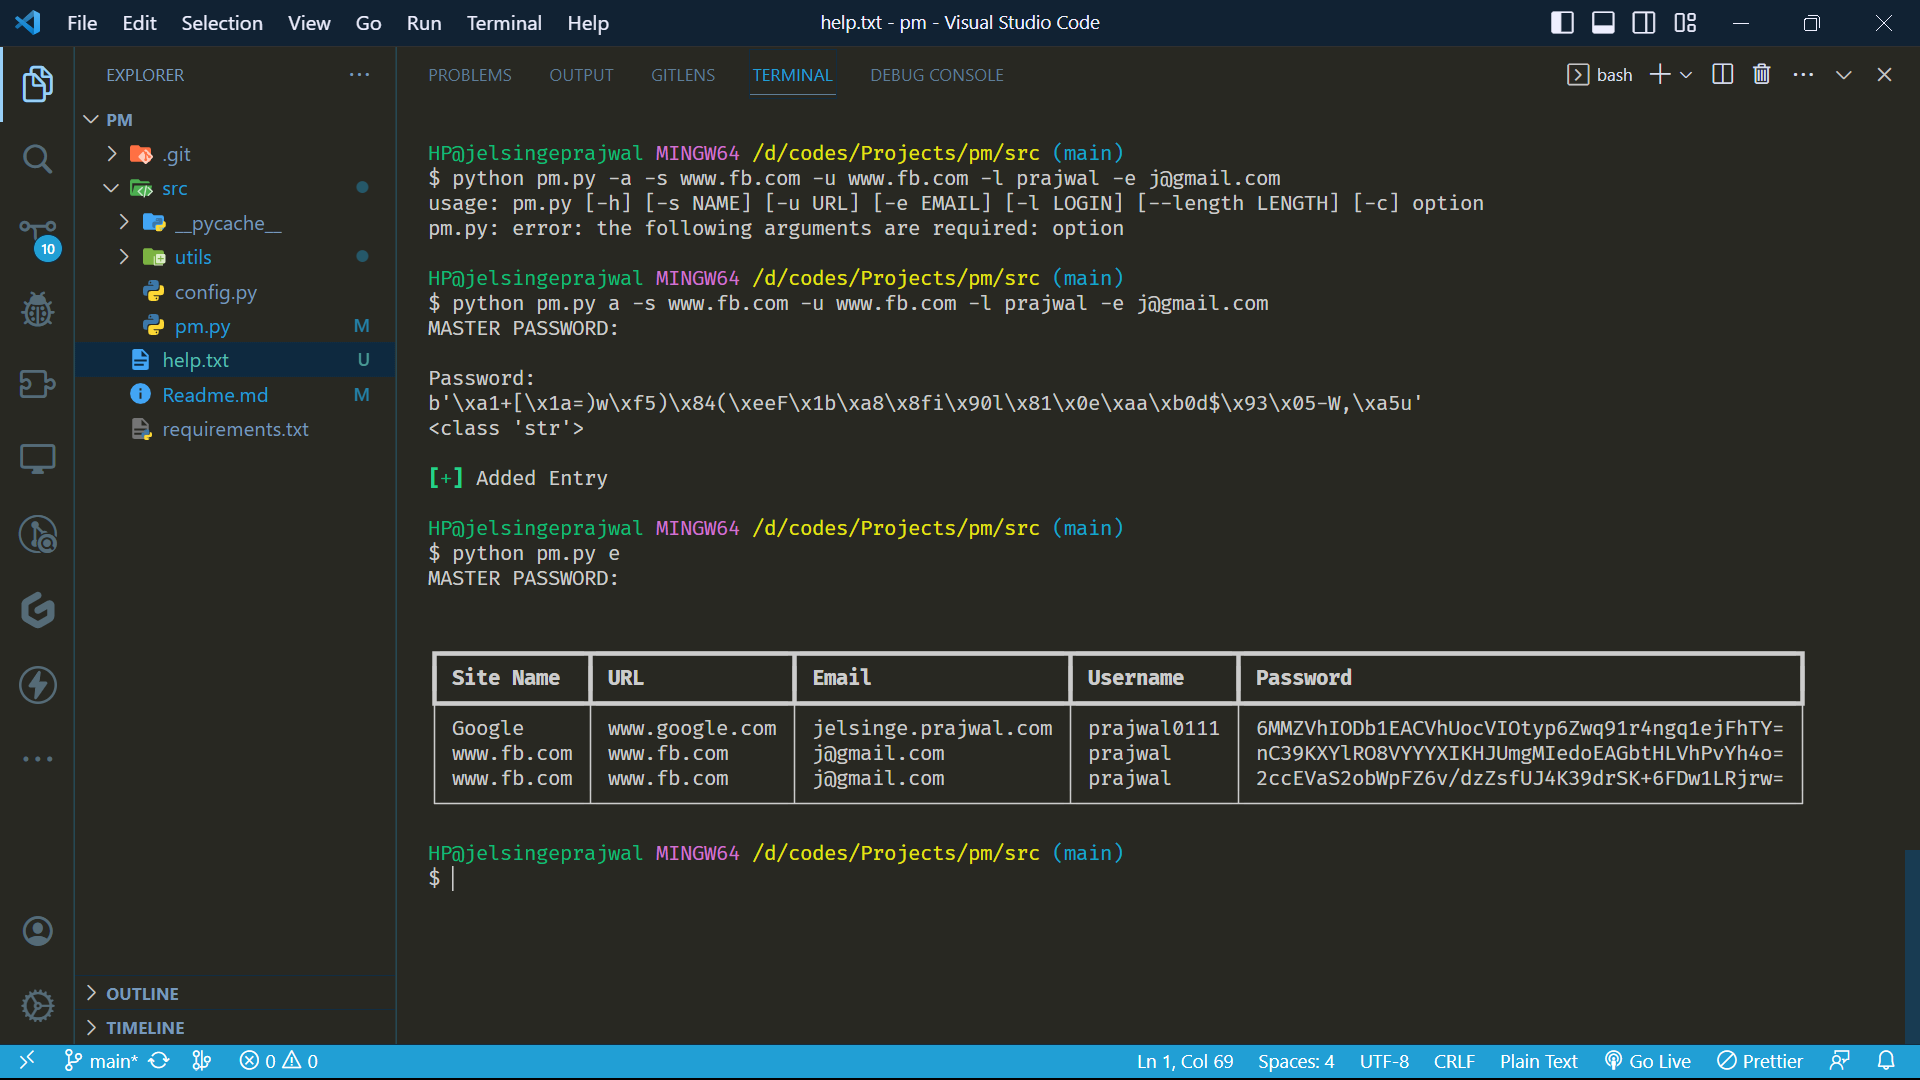 File Edit Selection View Go Run Terminal Help
help.txt - pm - Visual Studio Code
EXPLORER
PM
.git
src
__pycache__
utils
config.py
pm.py M
help.txt U
Readme.md M
requirements.txt
10
OUTLINE
TIMELINE
PROBLEMS OUTPUT GITLENS TERMINAL DEBUG CONSOLE
bash
HP@jelsingeprajwal MINGW64 /d/codes/Projects/pm/src (main)
$ python pm.py -a -s www.fb.com -u www.fb.com -l prajwal -e j@gmail.com
usage: pm.py [-h] [-s NAME] [-u URL] [-e EMAIL] [-l LOGIN] [--length LENGTH] [-c] option
pm.py: error: the following arguments are required: option
HP@jelsingeprajwal MINGW64 /d/codes/Projects/pm/src (main)
$ python pm.py a -s www.fb.com -u www.fb.com -l prajwal -e j@gmail.com
MASTER PASSWORD:
Password:
b'\xa1+[\x1a=)w\xf5)\x84(\xeeF\x1b\xa8\x8fi\x90l\x81\x0e\xaa\xb0d$\x93\x05-W,\xa5u'
<class 'str'>
[+] Added Entry
HP@jelsingeprajwal MINGW64 /d/codes/Projects/pm/src (main)
$ python pm.py e
MASTER PASSWORD:
Site Name URL Email Username Password
Google www.google.com jelsinge.prajwal.com prajwal0111 6MMZVhIODb1EACVhUocVIOtyp6Zwq91r4ngq1ejFhTY=
www.fb.com www.fb.com j@gmail.com prajwal nC39KXYlRO8VYYYXIKHJUmgMIedoEAGbtHLVhPvYh4o=
www.fb.com www.fb.com j@gmail.com prajwal 2ccEVaS2obWpFZ6v/dzZsfUJ4K39drSK+6FDw1LRjrw=
HP@jelsingeprajwal MINGW64 /d/codes/Projects/pm/src (main)
$
main* 0 0 Ln 1, Col 69 Spaces: 4 UTF-8 CRLF Plain Text Go Live Prettier